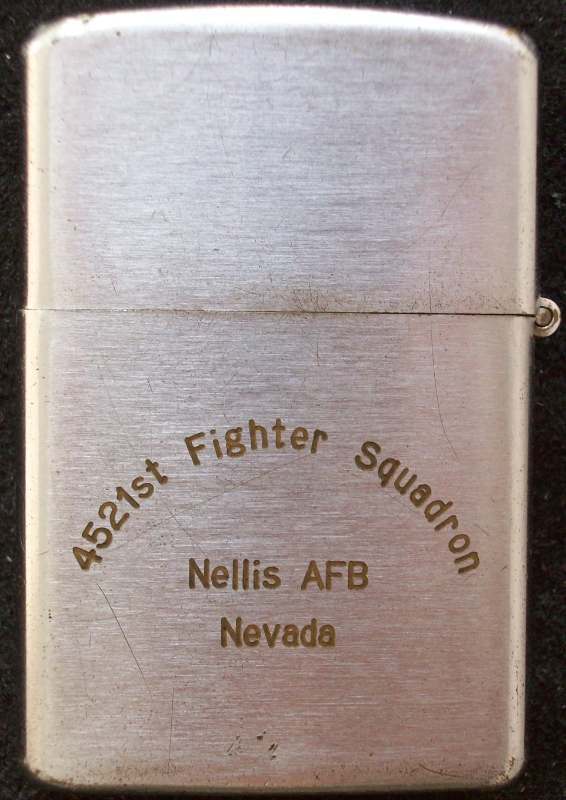 4521st Fighter Squadron
Nellis AFB
Nevada